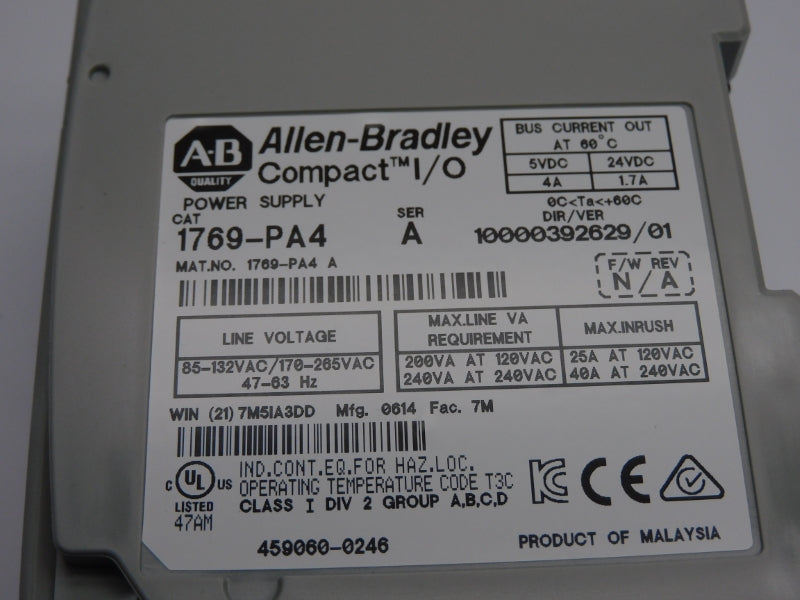 A-B
QUALITY
Allen-Bradley
Compact™ I/O
BUS CURRENT OUT
AT 60°C
5VDC 24VDC
4A 1.7A
0C<Ta<+60C
POWER SUPPLY
CAT SER DIR/VER
1769-PA4 A 10000392629/01
MAT.NO. 1769-PA4 A
F/W REV
N/A
LINE VOLTAGE
85-132VAC/170-265VAC
47-63 Hz
MAX.LINE VA
REQUIREMENT
MAX.INRUSH
200VA AT 120VAC 25A AT 120VAC
240VA AT 240VAC 40A AT 240VAC
WIN (21) 7M5IA3DD Mfg. 0614 Fac. 7M
C UL US
LISTED
47AM
IND.CONT.EQ.FOR HAZ.LOC.
OPERATING TEMPERATURE CODE T3C
CLASS I DIV 2 GROUP A,B,C,D
CE
459060-0246
PRODUCT OF MALAYSIA